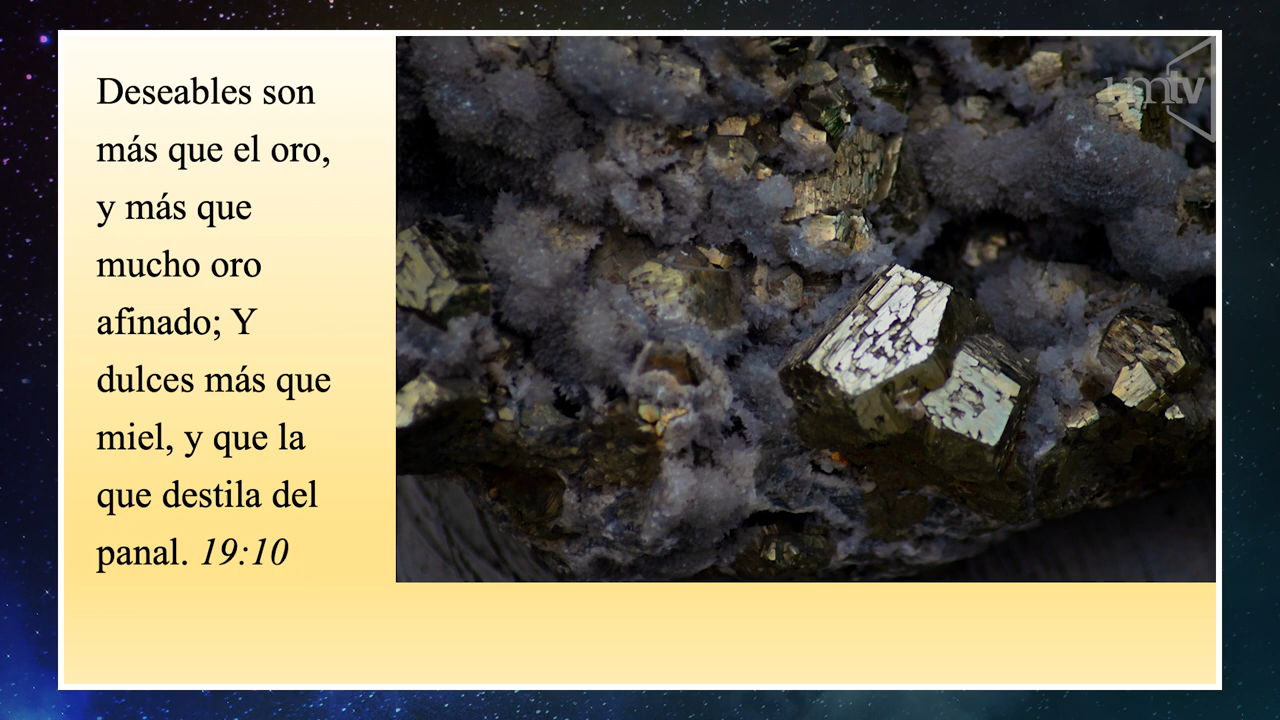 Deseables son
más que el oro,
y más que
mucho oro
afinado; Y
dulces más que
miel, y que la
que destila del
panal. 19:10
umtv